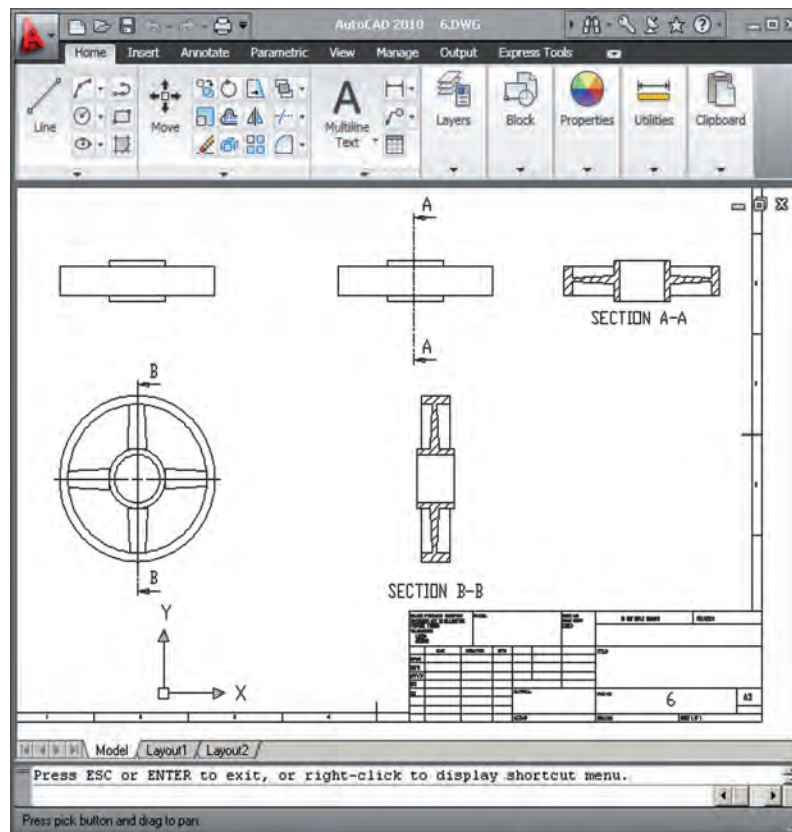 AutoCAD 2010 6.DWG
Home Insert Annotate Parametric View Manage Output Express Tools
Line
Move
A
Multiline
Text
Layers
Block
Properties
Utilities
Clipboard
A
A
SECTION A-A
B
B
SECTION B-B
Y
X
TITLE
6
A3
Model Layout1 Layout2
Press ESC or ENTER to exit, or right-click to display shortcut menu.
Press pick button and drag to pan.